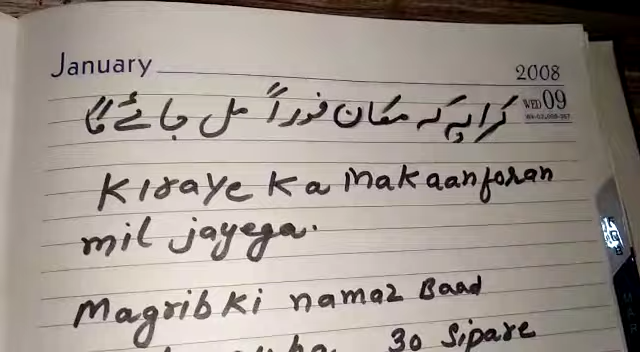 January 2008
WED 09
کرایہ کہ مکان فوراً مل جائے گا
Kiraye Ka Makaan foran
mil jayega.
Magrib ki namaz Baad
30 Sipare